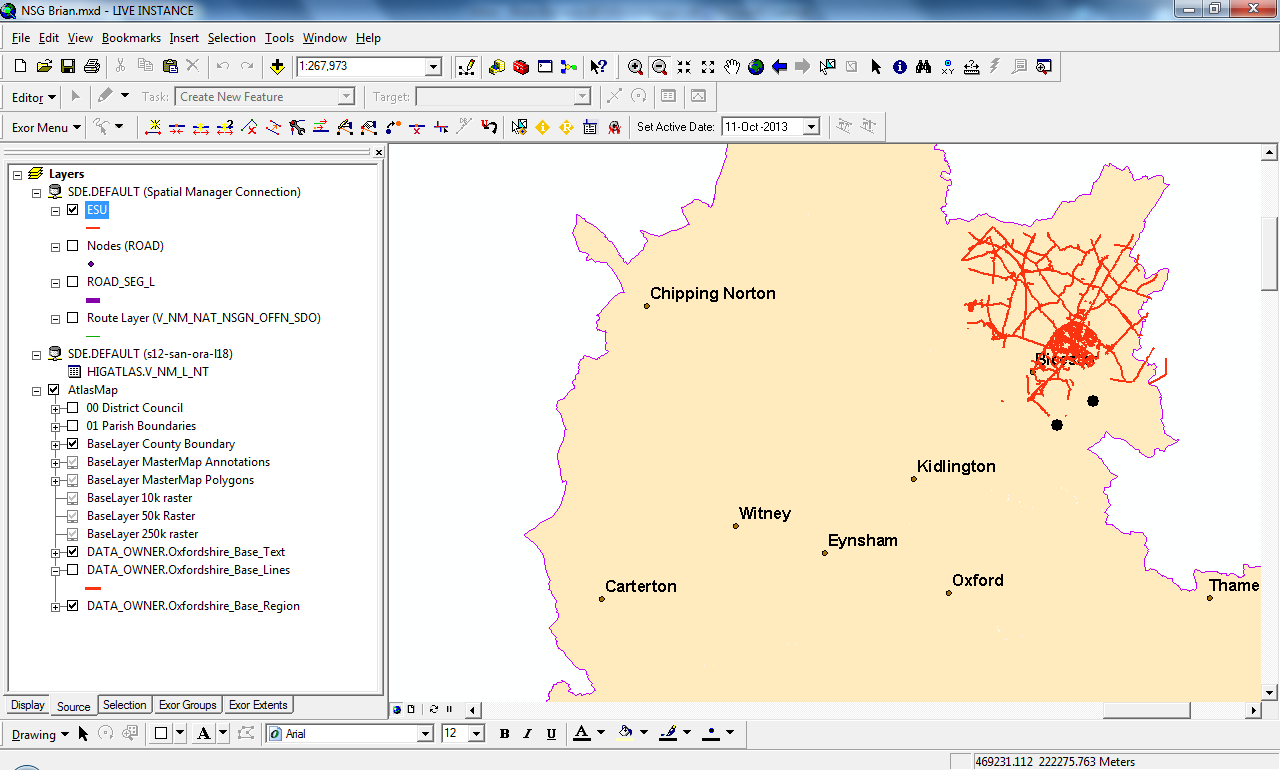 NSG Brian.mxd - LIVE INSTANCE
File Edit View Bookmarks Insert Selection Tools Window Help
1:267,973
Editor Task: Create New Feature Target:
Exor Menu Set Active Date: 11-Oct-2013
Layers
SDE.DEFAULT (Spatial Manager Connection)
ESU
Nodes (ROAD)
ROAD_SEG_L
Route Layer (V_NM_NAT_NSGN_OFFN_SDO)
SDE.DEFAULT (s12-san-ora-l18)
HIGATLAS.V_NM_L_NT
AtlasMap
00 District Council
01 Parish Boundaries
BaseLayer County Boundary
BaseLayer MasterMap Annotations
BaseLayer MasterMap Polygons
BaseLayer 10k raster
BaseLayer 50k Raster
BaseLayer 250k raster
DATA_OWNER.Oxfordshire_Base_Text
DATA_OWNER.Oxfordshire_Base_Lines
DATA_OWNER.Oxfordshire_Base_Region
Display Source Selection Exor Groups Exor Extents
Chipping Norton
Kidlington
Witney
Eynsham
Oxford
Carterton
Thame
Drawing A Arial 12 B I U A
469231.112 222275.763 Meters